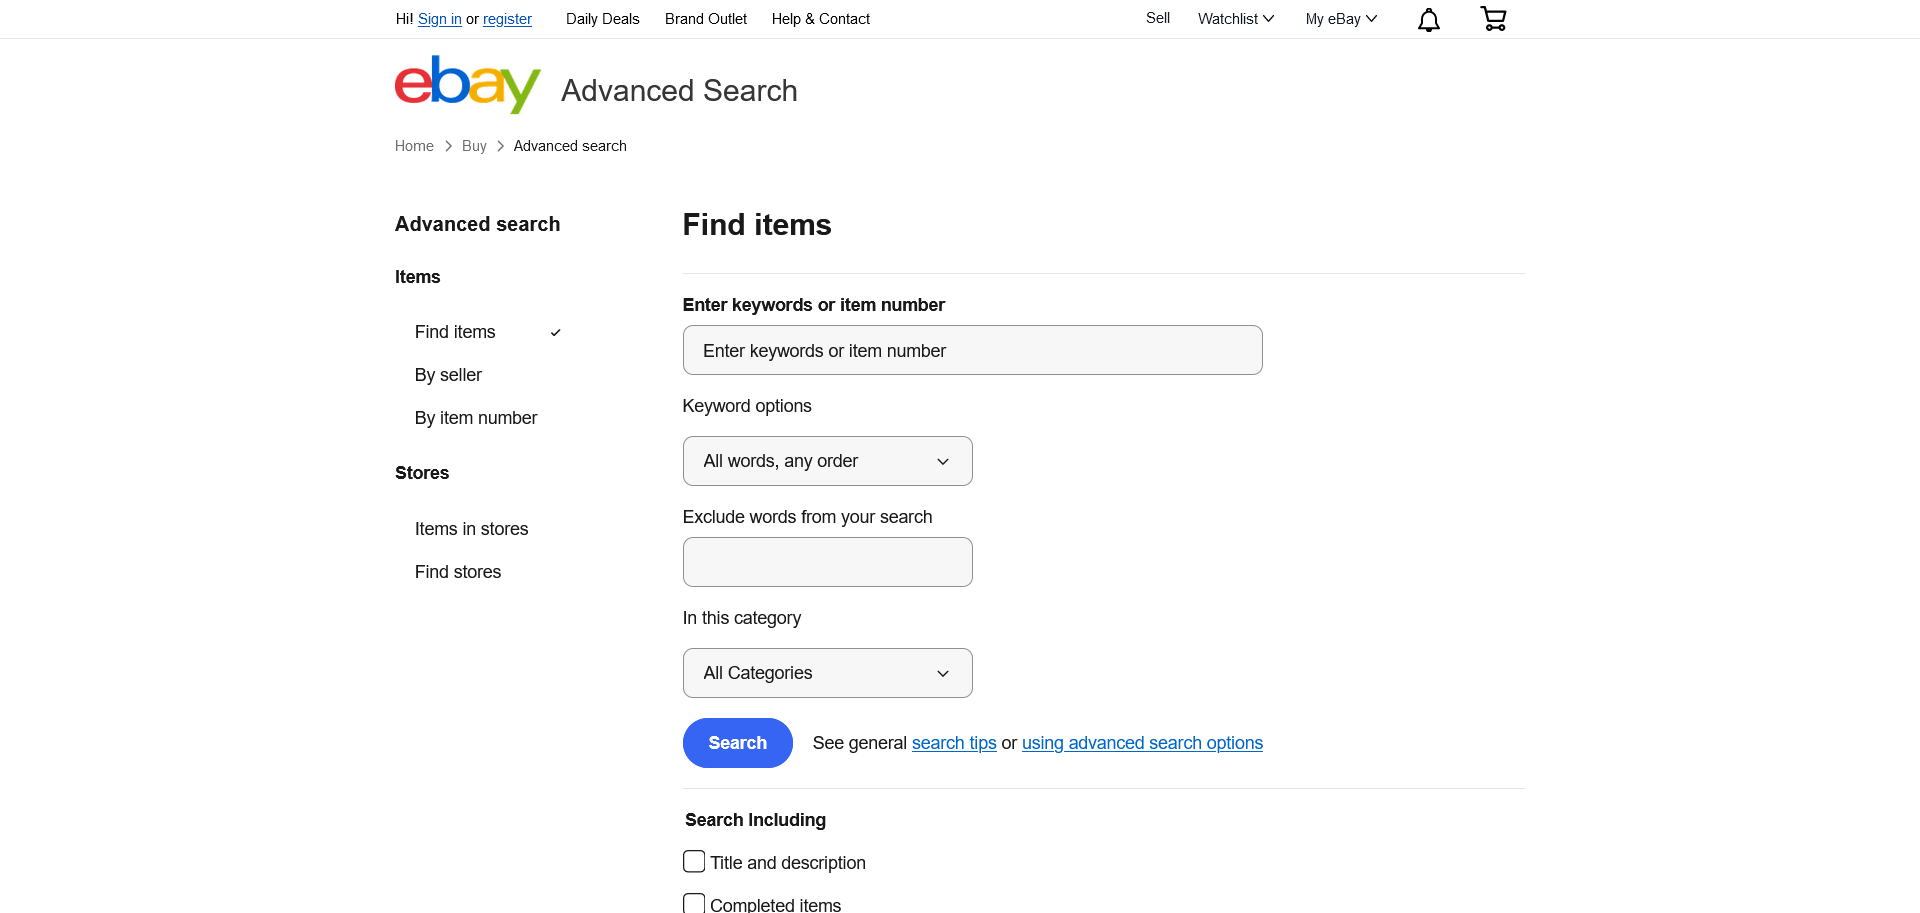 Hi! Sign in or register Daily Deals Brand Outlet Help & Contact Sell Watchlist My eBay
ebay Advanced Search
Home Buy Advanced search
Advanced search
Items
Find items
By seller
By item number
Stores
Items in stores
Find stores
Find items
Enter keywords or item number
Enter keywords or item number
Keyword options
All words, any order
Exclude words from your search
In this category
All Categories
Search See general search tips or using advanced search options
Search Including
Title and description
Completed items